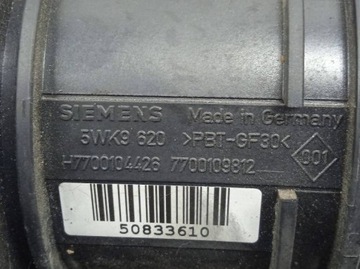 SIEMENS Made in Germany
5WK9 620 >PBT-GF30< 001
H7700104426 7700109812
50833610